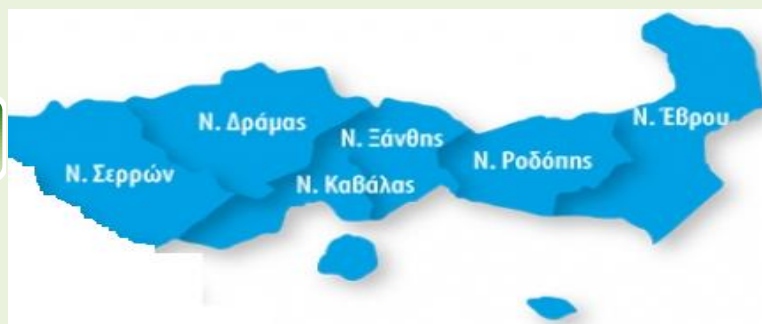 Ν. Σερρών
Ν. Δράμας
Ν. Καβάλας
Ν. Ξάνθης
Ν. Ροδόπης
Ν. Έβρου